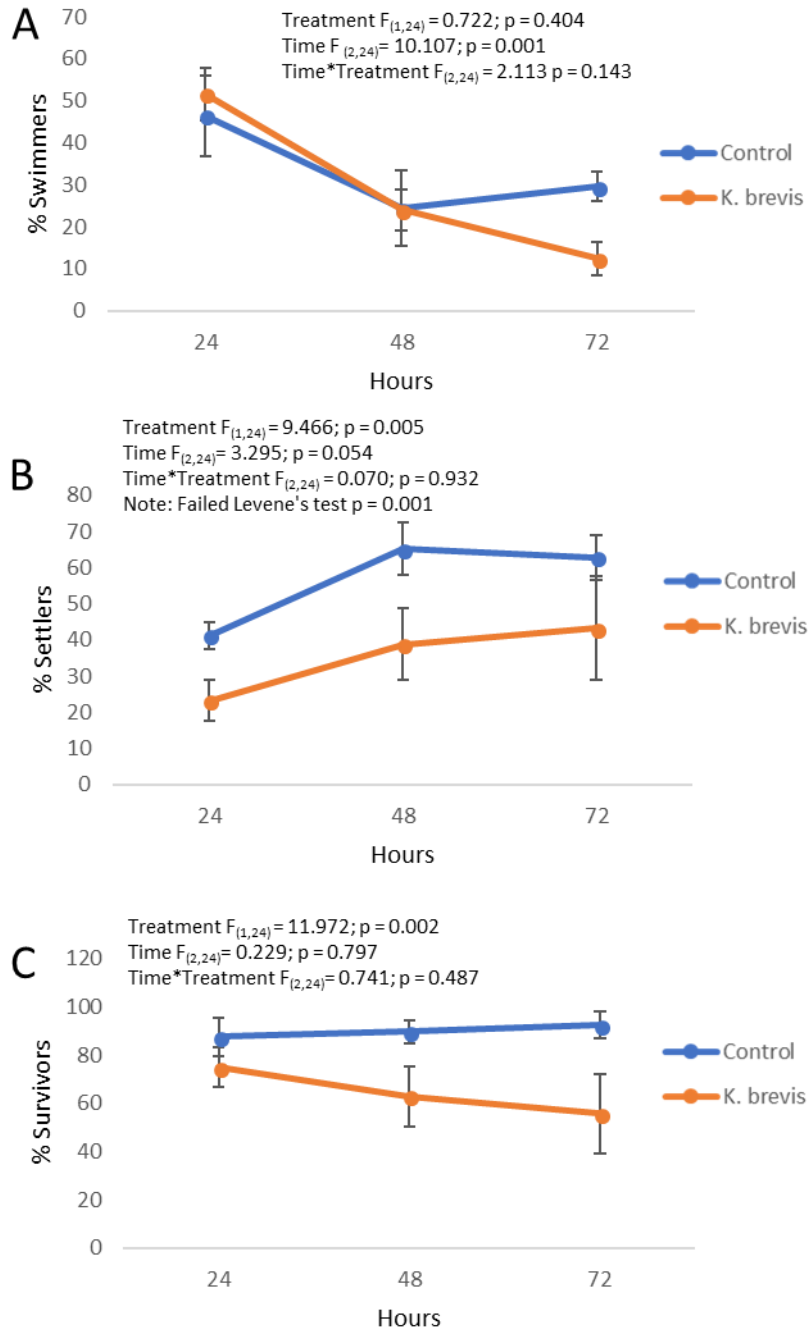 A
Treatment F(1,24) = 0.722; p = 0.404
Time F (2,24)= 10.107; p = 0.001
Time*Treatment F(2,24) = 2.113 p = 0.143
70
60
50
40
30
20
10
0
% Swimmers
24
48
72
Hours
Control
K. brevis
B
Treatment F(1,24) = 9.466; p = 0.005
Time F(2,24)= 3.295; p = 0.054
Time*Treatment F(2,24) = 0.070; p = 0.932
Note: Failed Levene's test p = 0.001
80
70
60
50
40
30
20
10
0
% Settlers
24
48
72
Hours
Control
K. brevis
C
Treatment F(1,24) = 11.972; p = 0.002
Time F(2,24)= 0.229; p = 0.797
Time*Treatment F(2,24)= 0.741; p = 0.487
120
100
80
60
40
20
0
% Survivors
24
48
72
Hours
Control
K. brevis